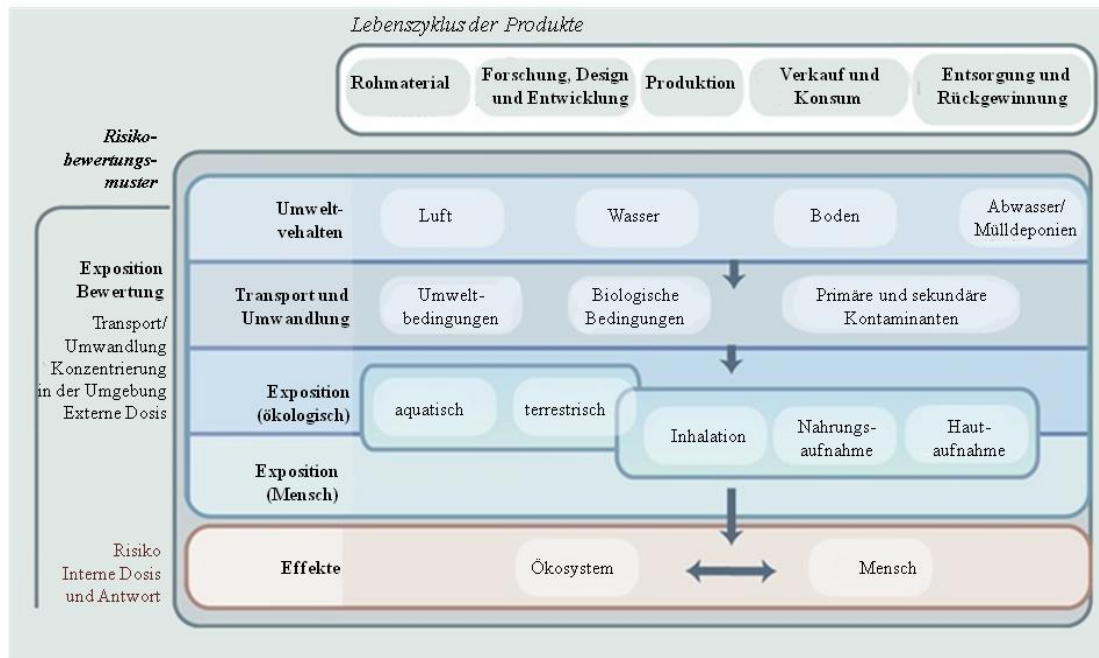 Lebenszyklus der Produkte
Rohmaterial
Forschung, Design
und Entwicklung
Produktion
Verkauf und
Konsum
Entsorgung und
Rückgewinnung
Risiko-
bewertungs-
muster
Exposition
Bewertung
Transport/
Umwandlung
Konzentrierung
in der Umgebung
Externe Dosis
Risiko
Interne Dosis
und Antwort
Umwelt-
vehalten
Luft
Wasser
Boden
Abwasser/
Mülldeponien
Transport und
Umwandlung
Umwelt-
bedingungen
Biologische
Bedingungen
Primäre und sekundäre
Kontaminanten
Exposition
(ökologisch)
aquatisch
terrestrisch
Inhalation
Nahrungs-
aufnahme
Haut-
aufnahme
Exposition
(Mensch)
Effekte
Ökosystem
Mensch